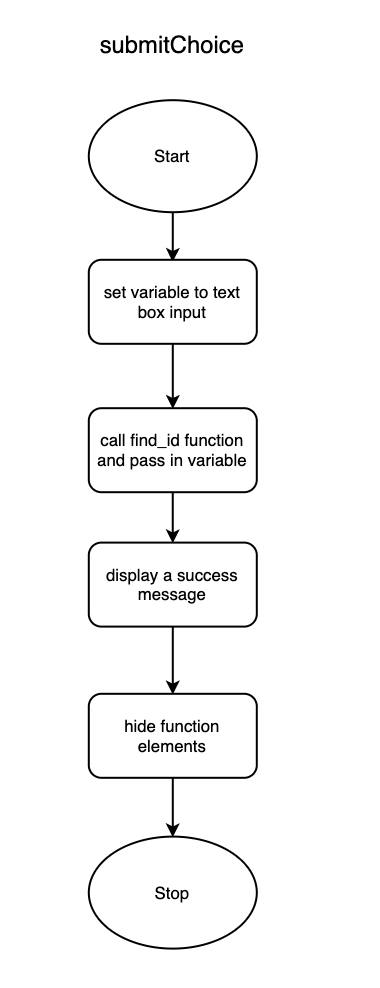 submitChoice
Start
set variable to text
box input
call find_id function
and pass in variable
display a success
message
hide function
elements
Stop